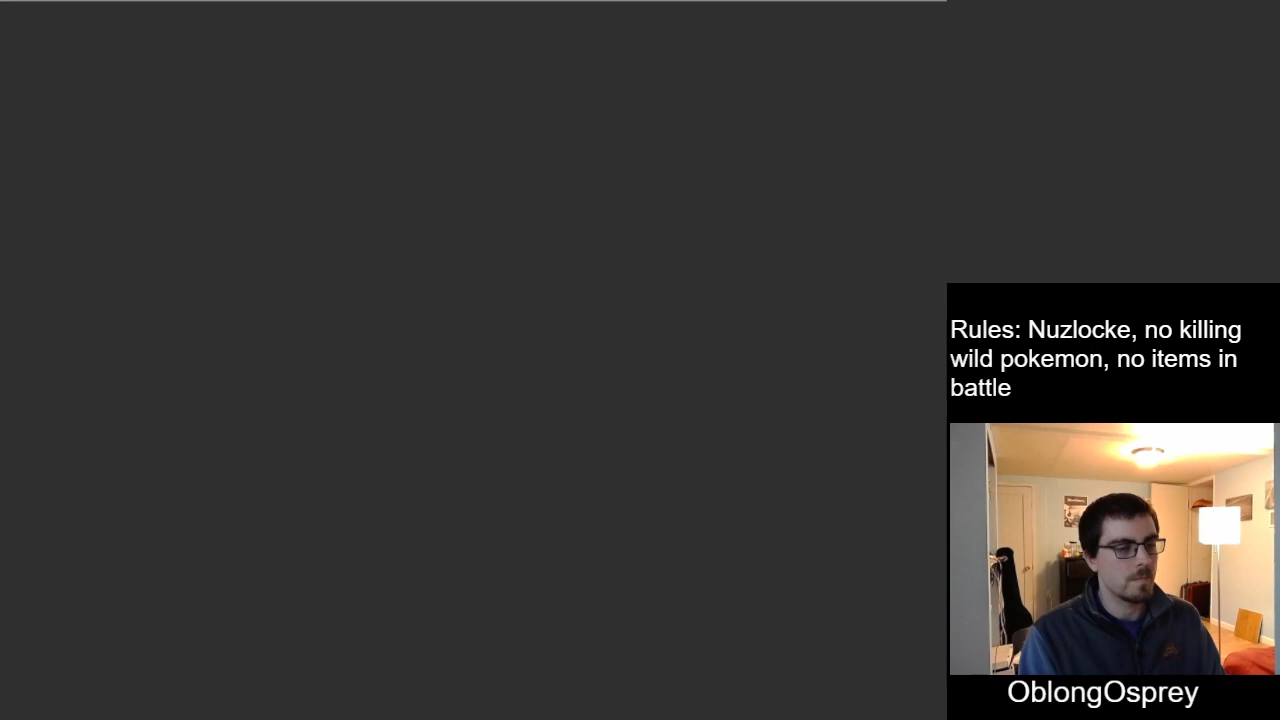 Rules: Nuzlocke, no killing
wild pokemon, no items in
battle
OblongOsprey